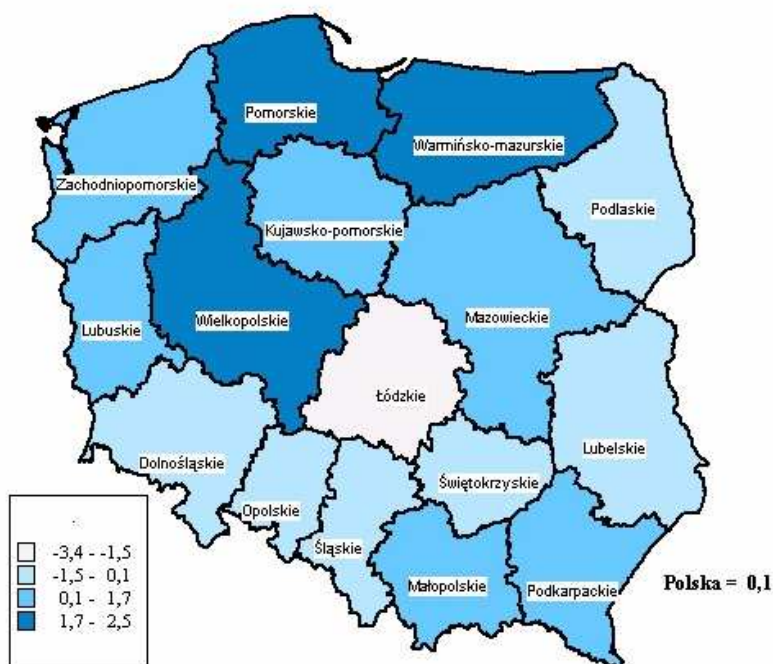 Pomorskie
Warmińsko-mazurskie
Zachodniopomorskie
Podlaskie
Kujawsko-pomorskie
Wielkopolskie
Mazowieckie
Lubuskie
Łódzkie
Dolnośląskie
Lubelskie
Świętokrzyskie
Opolskie
Śląskie
Małopolskie
Podkarpackie
Polska = 0,1
-3,4 - -1,5
-1,5 - 0,1
0,1 - 1,7
1,7 - 2,5